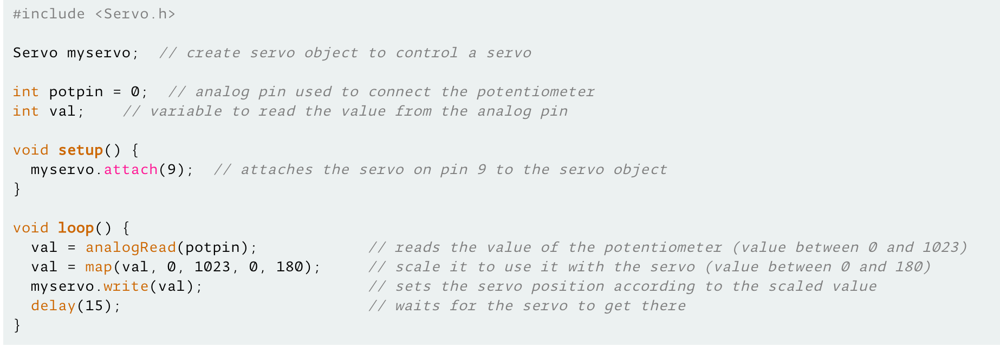 #include <Servo.h>

Servo myservo;  // create servo object to control a servo

int potpin = 0;  // analog pin used to connect the potentiometer
int val;    // variable to read the value from the analog pin

void setup() {
  myservo.attach(9);  // attaches the servo on pin 9 to the servo object
}

void loop() {
  val = analogRead(potpin);            // reads the value of the potentiometer (value between 0 and 1023)
  val = map(val, 0, 1023, 0, 180);     // scale it to use it with the servo (value between 0 and 180)
  myservo.write(val);                  // sets the servo position according to the scaled value
  delay(15);                           // waits for the servo to get there
}